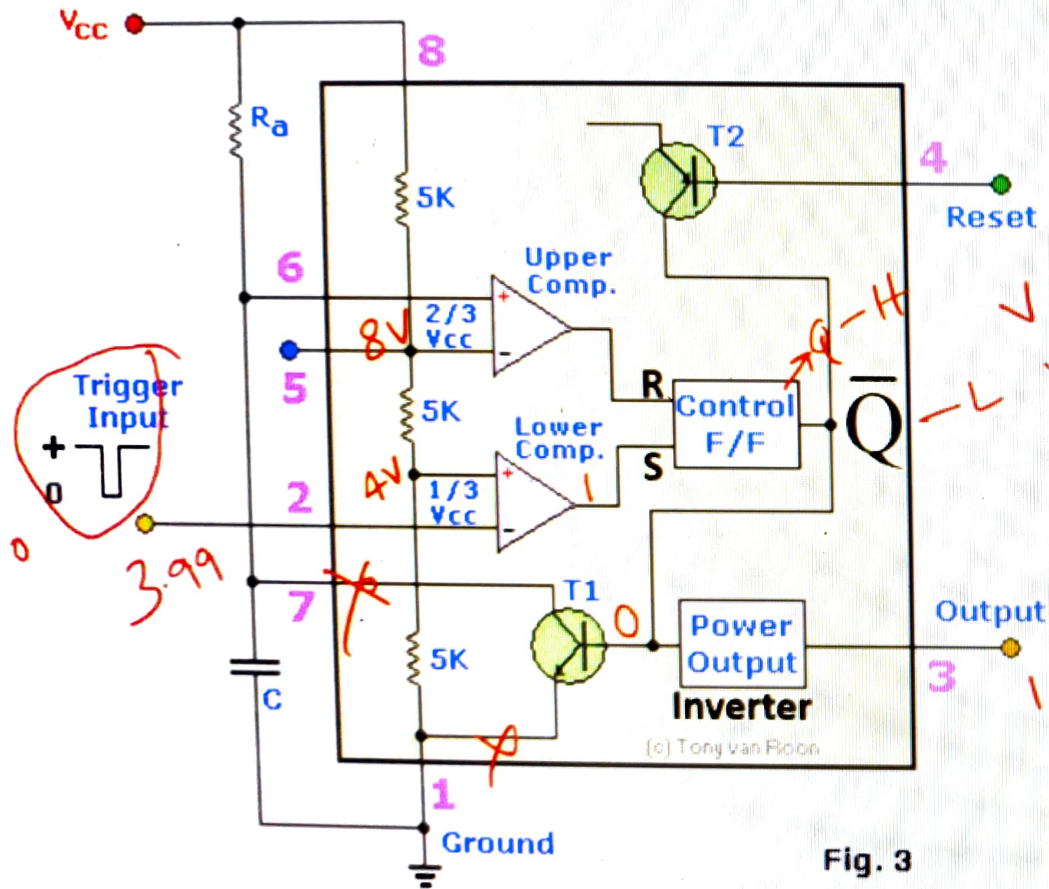 Vcc
8
Ra
T2
4
5K
Reset
Upper
Comp.
6
+
2/3
Vcc
8V
-
5
Q - H
V
Trigger
Input
+
0
5K
R
Control
F/F
S
Q̅ - L
Lower
Comp.
4V
+
1/3
Vcc
-
1
2
0
3.99
7
T1
0
Power
Output
Output
3
1
5K
C
Inverter
(c) Tony van Roon
1
Ground
Fig. 3